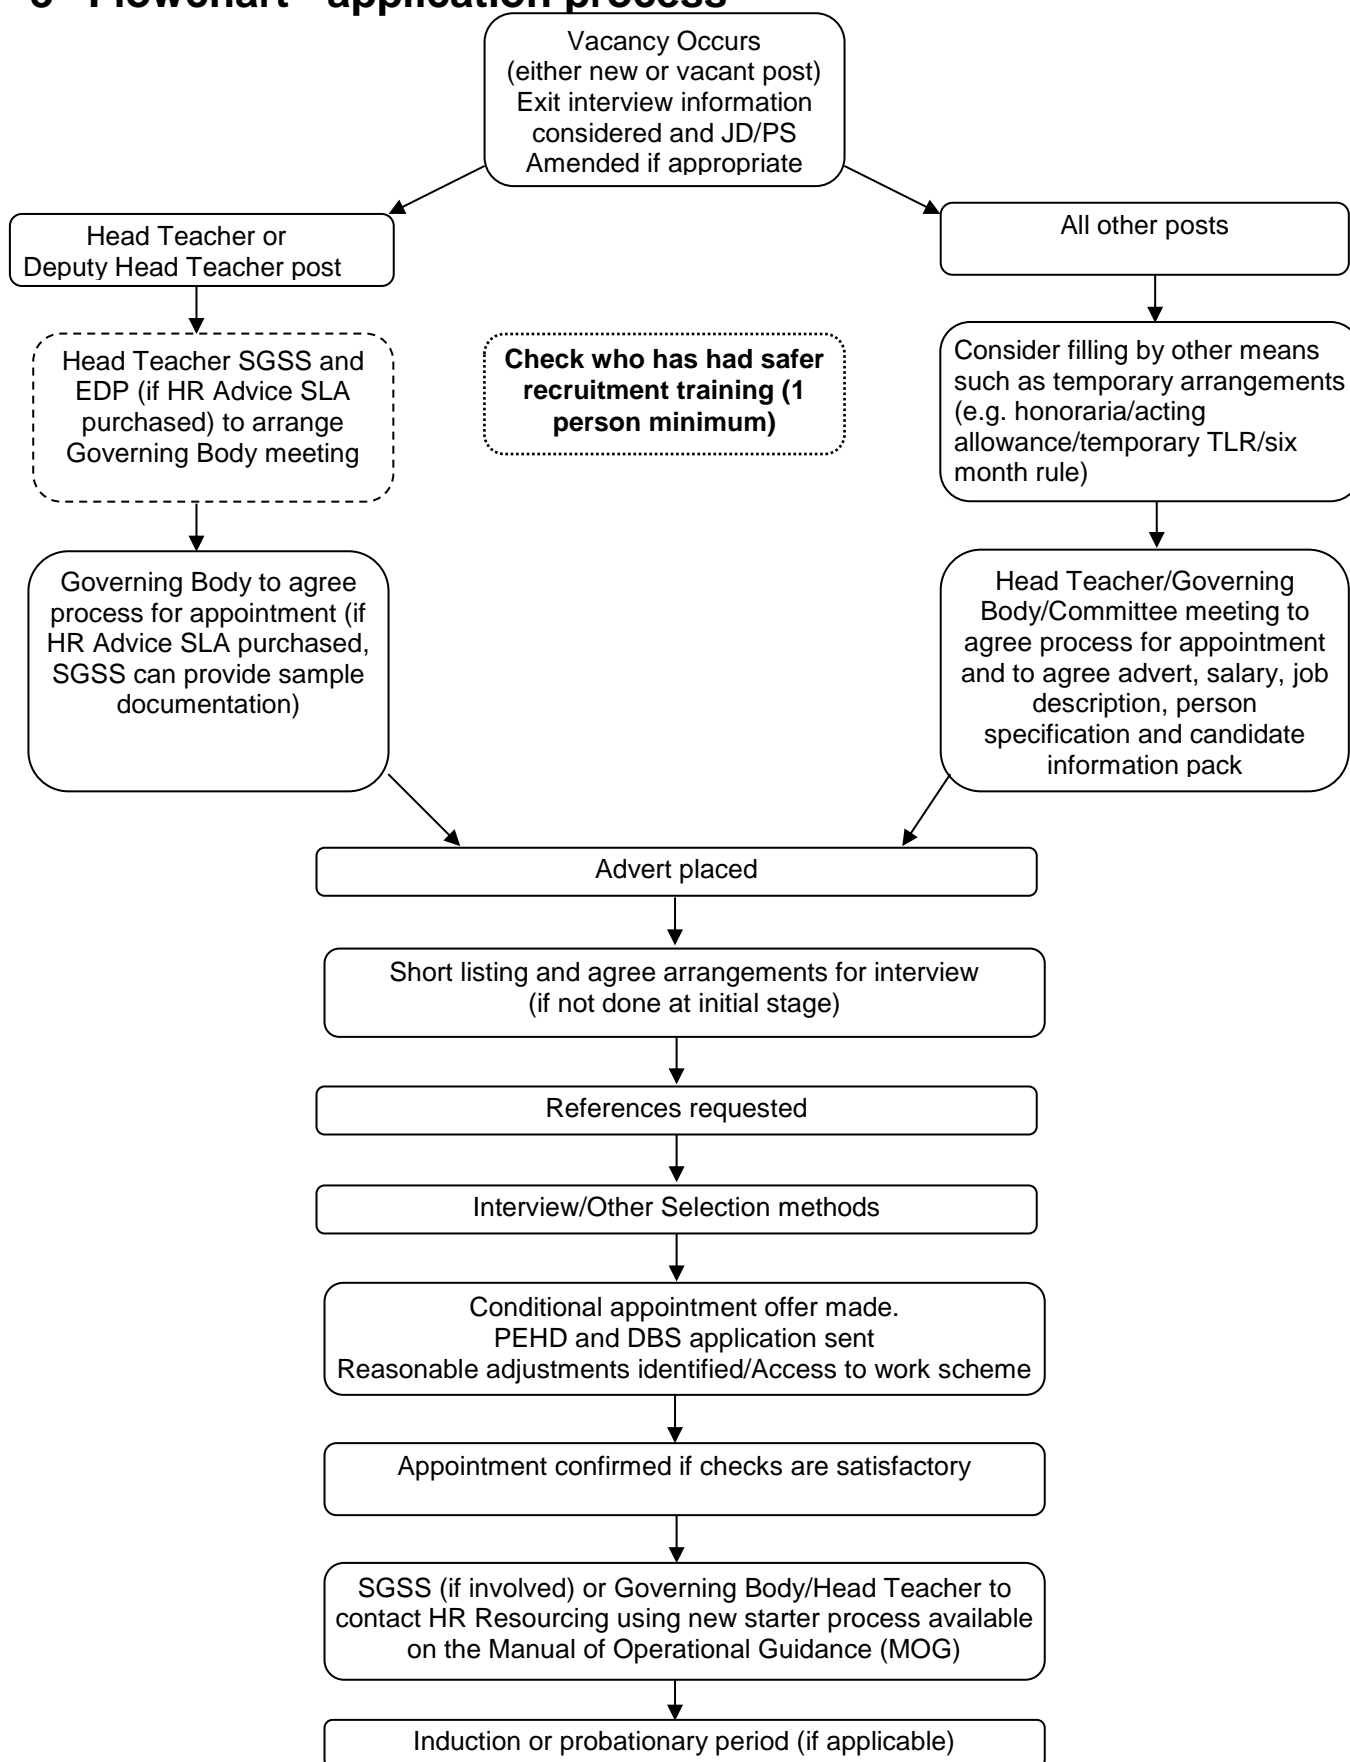 Flowchart - application process
Vacancy Occurs
(either new or vacant post)
Exit interview information
considered and JD/PS
Amended if appropriate
Head Teacher or
Deputy Head Teacher post
All other posts
Head Teacher SGSS and
EDP (if HR Advice SLA
purchased) to arrange
Governing Body meeting
Check who has had safer
recruitment training (1
person minimum)
Consider filling by other means
such as temporary arrangements
(e.g. honoraria/acting
allowance/temporary TLR/six
month rule)
Governing Body to agree
process for appointment (if
HR Advice SLA purchased,
SGSS can provide sample
documentation)
Head Teacher/Governing
Body/Committee meeting to
agree process for appointment
and to agree advert, salary, job
description, person
specification and candidate
information pack
Advert placed
Short listing and agree arrangements for interview
(if not done at initial stage)
References requested
Interview/Other Selection methods
Conditional appointment offer made.
PEHD and DBS application sent
Reasonable adjustments identified/Access to work scheme
Appointment confirmed if checks are satisfactory
SGSS (if involved) or Governing Body/Head Teacher to
contact HR Resourcing using new starter process available
on the Manual of Operational Guidance (MOG)
Induction or probationary period (if applicable)